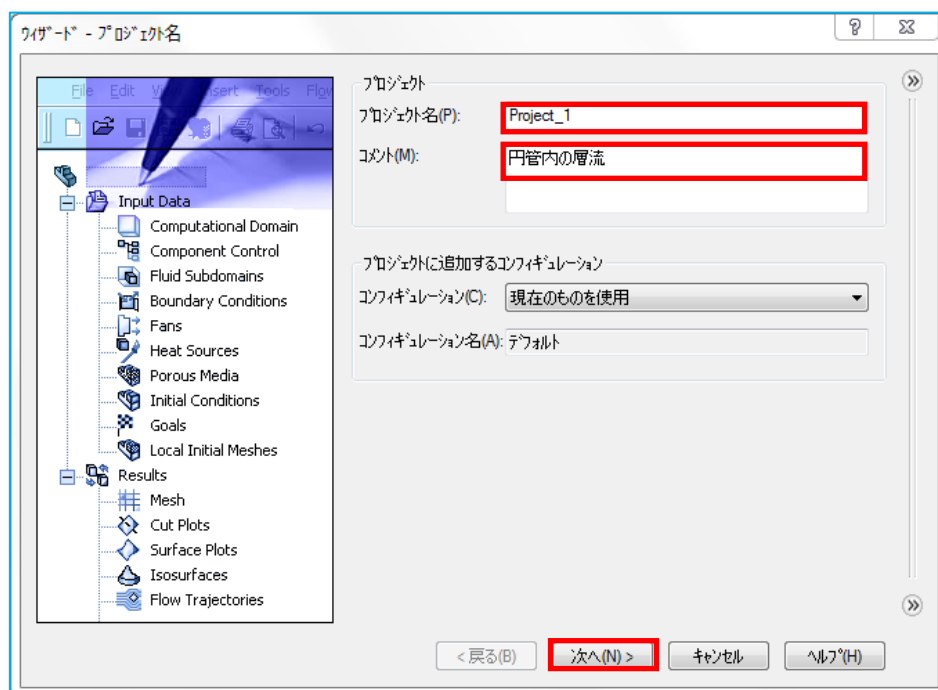 ウィザード - プロジェクト名
File Edit View Insert Tools Flow
Input Data
Computational Domain
Component Control
Fluid Subdomains
Boundary Conditions
Fans
Heat Sources
Porous Media
Initial Conditions
Goals
Local Initial Meshes
Results
Mesh
Cut Plots
Surface Plots
Isosurfaces
Flow Trajectories
プロジェクト
プロジェクト名(P): Project_1
コメント(M): 円管内の層流
プロジェクトに追加するコンフィギュレーション
コンフィギュレーション(C): 現在のものを使用
コンフィギュレーション名(A): デフォルト
< 戻る(B) 次へ(N) > キャンセル ヘルプ(H)